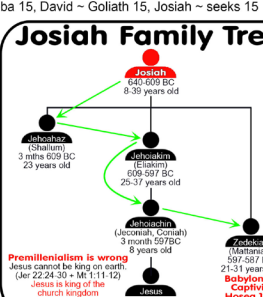 ba 15, David ~ Goliath 15, Josiah ~ seeks 15
Josiah Family Tre
Josiah
640-609 BC
8-39 years old
Jehoahaz
(Shallum)
3 mths 609 BC
23 years old
Jehoiakim
(Eliakim)
609-597 BC
25-37 years old
Jehoiachin
(Jeconiah, Coniah)
3 month 597BC
8 years old
Zedekia
(Mattania
597-587 
21-31 years
Babylon
Captivi
Premillenialism is wrong
Jesus cannot be king on earth.
(Jer 22:24-30 + Mt 1:11-12)
Jesus is king of the
church kingdom
Jesus